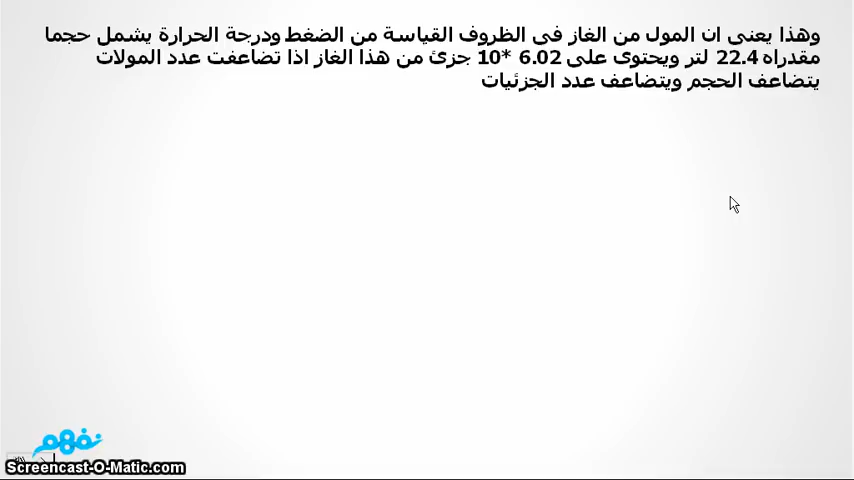 وهذا يعنى ان المول من الغاز فى الظروف القياسة من الضغط ودرجة الحرارة يشمل حجما
مقدراه 22.4 لتر ويحتوى على 6.02 *10 جزئ من هذا الغاز اذا تضاعفت عدد المولات
يتضاعف الحجم ويتضاعف عدد الجزئيات
نفهم
Screencast-O-Matic.com